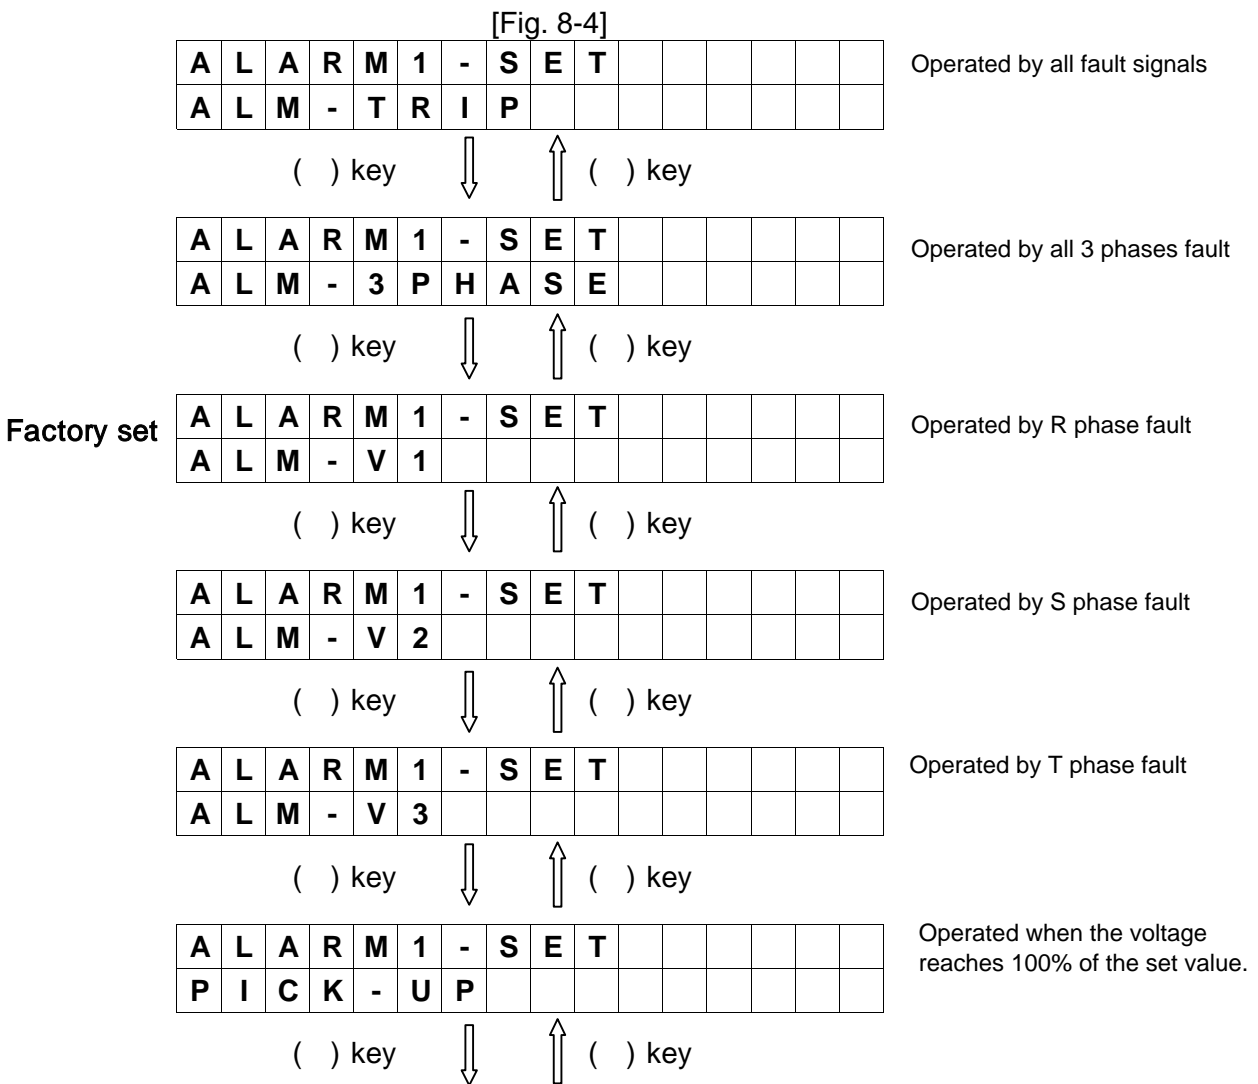 [Fig. 8-4]
ALARM1-SET
Operated by all fault signals
ALM-TRIP
( ) key ( ) key
ALARM1-SET
Operated by all 3 phases fault
ALM-3PHASE
( ) key ( ) key
Factory set
ALARM1-SET
Operated by R phase fault
ALM-V1
( ) key ( ) key
ALARM1-SET
Operated by S phase fault
ALM-V2
( ) key ( ) key
ALARM1-SET
Operated by T phase fault
ALM-V3
( ) key ( ) key
ALARM1-SET
PICK-UP
Operated when the voltage
reaches 100% of the set value.
( ) key ( ) key